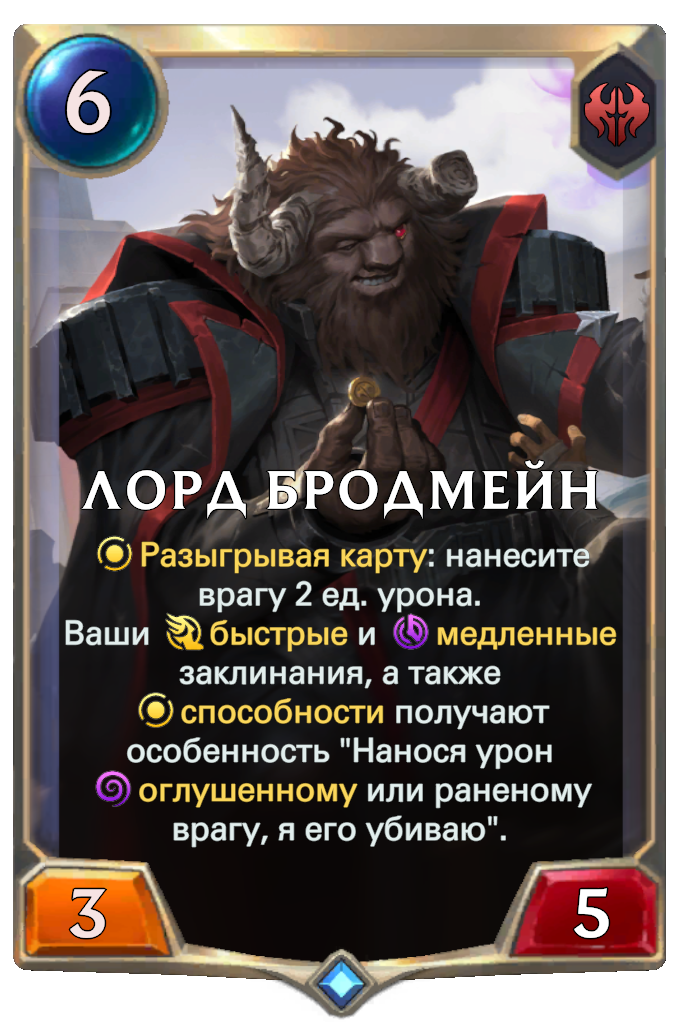 6
ЛОРД БРОДМЕЙН
Разыгрывая карту: нанесите
врагу 2 ед. урона.
Ваши быстрые и медленные
заклинания, а также
способности получают
особенность "Нанося урон
оглушенному или раненому
врагу, я его убиваю".
3
5